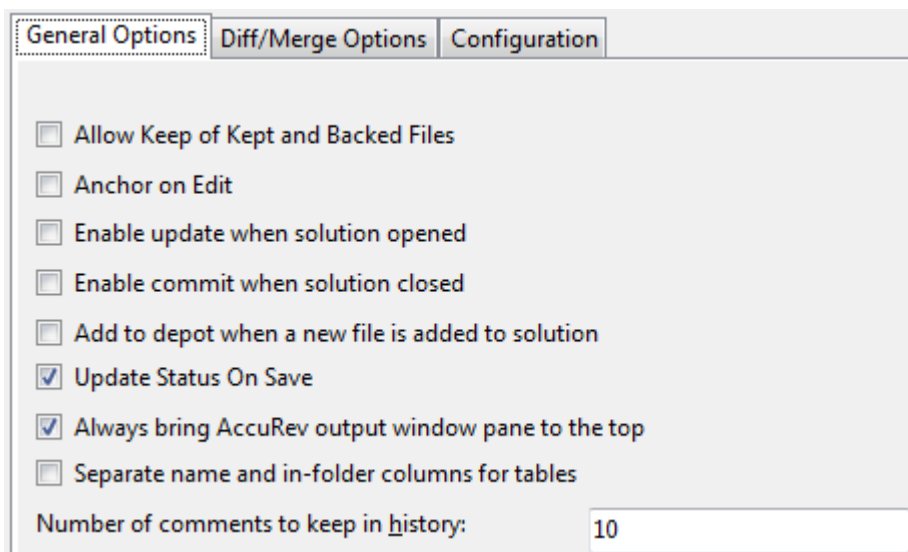 General Options Diff/Merge Options Configuration
Allow Keep of Kept and Backed Files
Anchor on Edit
Enable update when solution opened
Enable commit when solution closed
Add to depot when a new file is added to solution
Update Status On Save
Always bring AccuRev output window pane to the top
Separate name and in-folder columns for tables
Number of comments to keep in history: 10